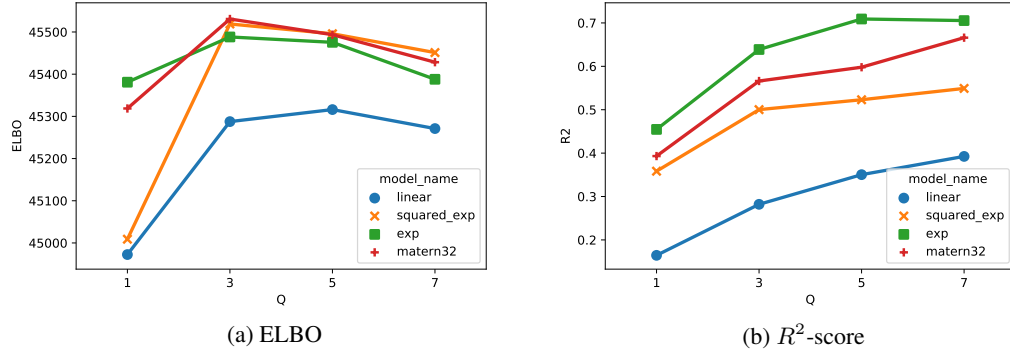 45500
45400
45300
45200
45100
45000
ELBO
1
3
5
7
Q
model_name
linear
squared_exp
exp
matern32
(a) ELBO
0.7
0.6
0.5
0.4
0.3
0.2
R2
1
3
5
7
Q
model_name
linear
squared_exp
exp
matern32
(b) R²-score